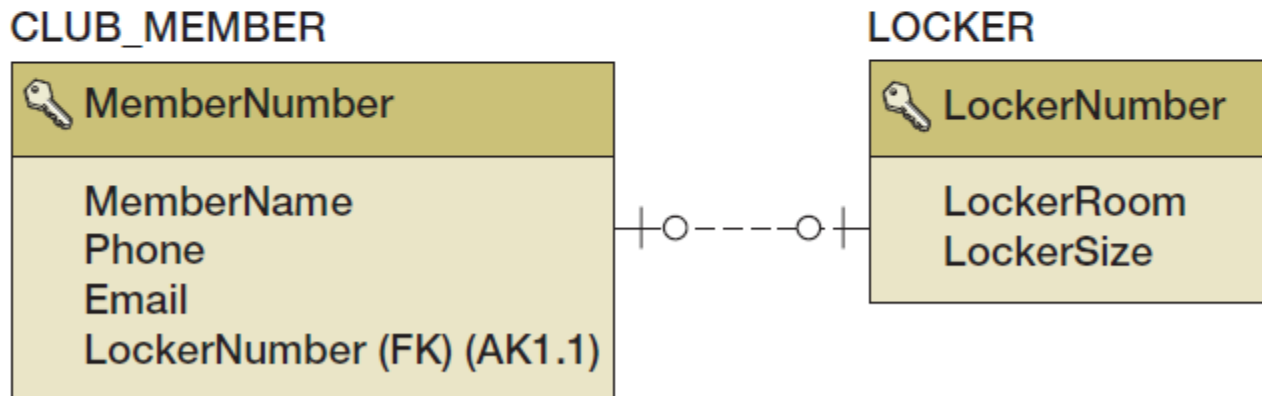 CLUB_MEMBER
MemberNumber
MemberName
Phone
Email
LockerNumber (FK) (AK1.1)
LOCKER
LockerNumber
LockerRoom
LockerSize